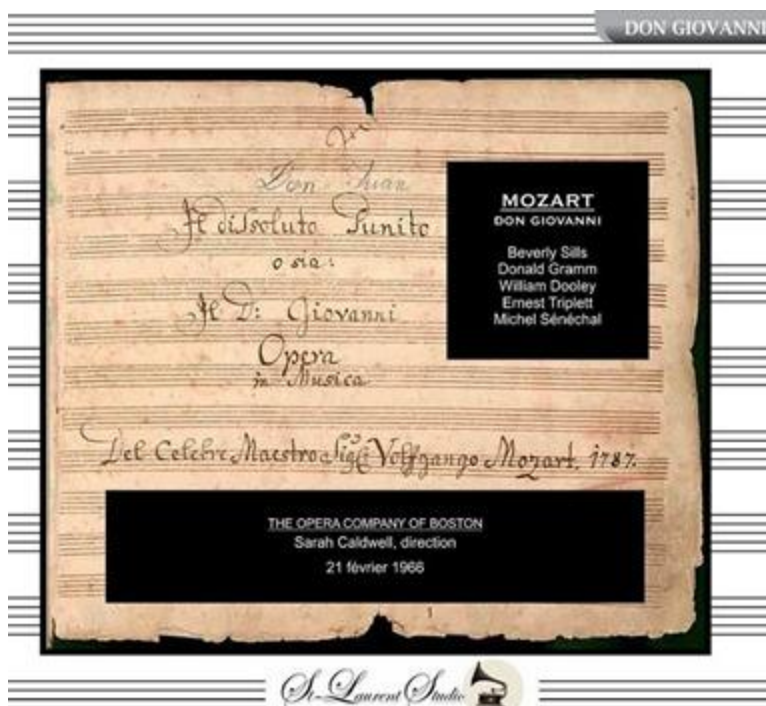 DON GIOVANNI
Don Juan
Il dissoluto Punito
o sia:
Il D: Giovanni
Opera
in Musica
Del Celebre Maestro Volffgango Mozart. 1787.
MOZART
DON GIOVANNI
Beverly Sills
Donald Gramm
William Dooley
Ernest Triplett
Michel Sénéchal
THE OPERA COMPANY OF BOSTON
Sarah Caldwell, direction
21 février 1966
St-Laurent Studio